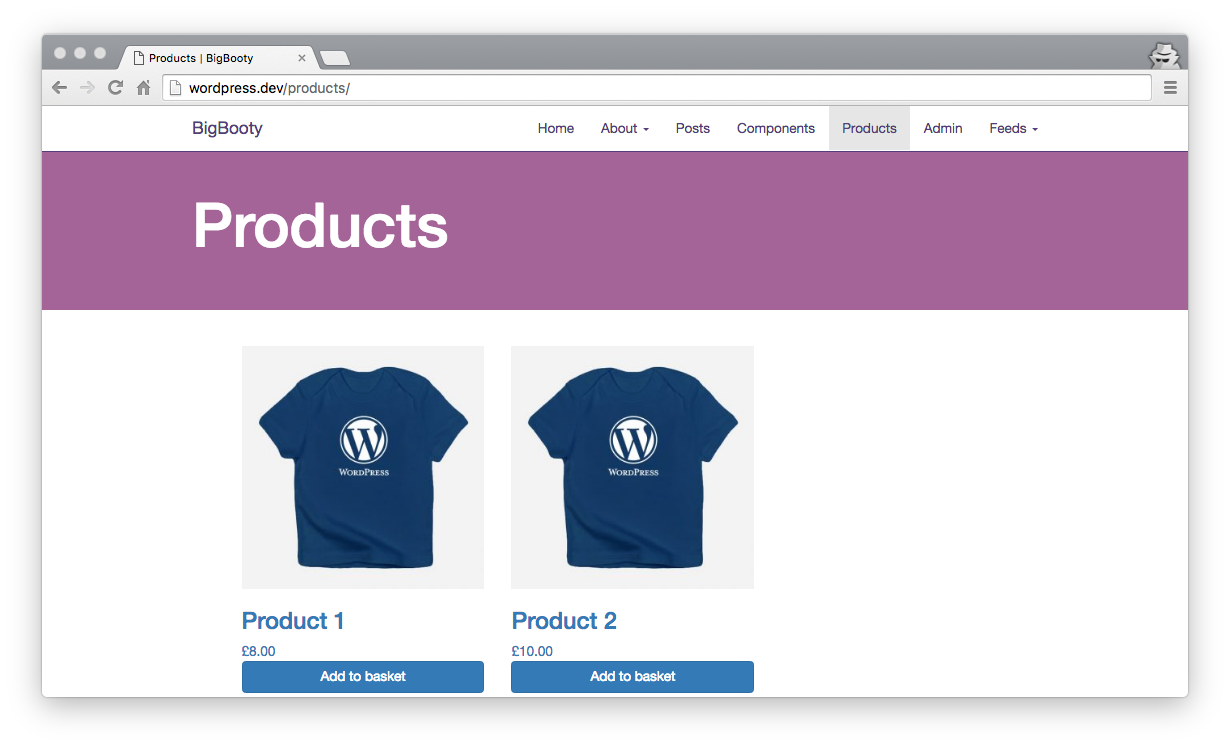 Products | BigBooty
wordpress.dev/products/
BigBooty Home About Posts Components Products Admin Feeds
Products
W W
WORDPRESS WORDPRESS
Product 1 Product 2
£8.00 £10.00
Add to basket Add to basket